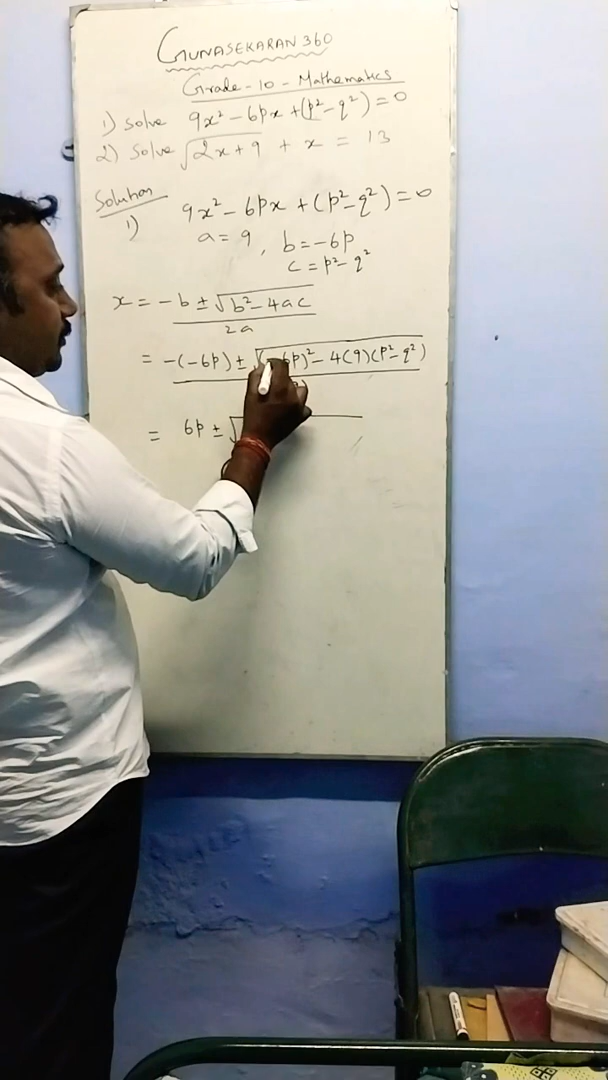 GUNASEKARAN 360
Grade-10-Mathematics
1) solve 9x² - 6px + (p² - q²) = 0
2) Solve √(2x+9) + x = 13
Solution
1) 9x² - 6px + (p² - q²) = 0
a = 9, b = -6p
c = p² - q²
x = -b ± √(b² - 4ac)
2a
= -(-6p) ± √(-6p)² - 4(9)(p² - q²)
= 6p ± √